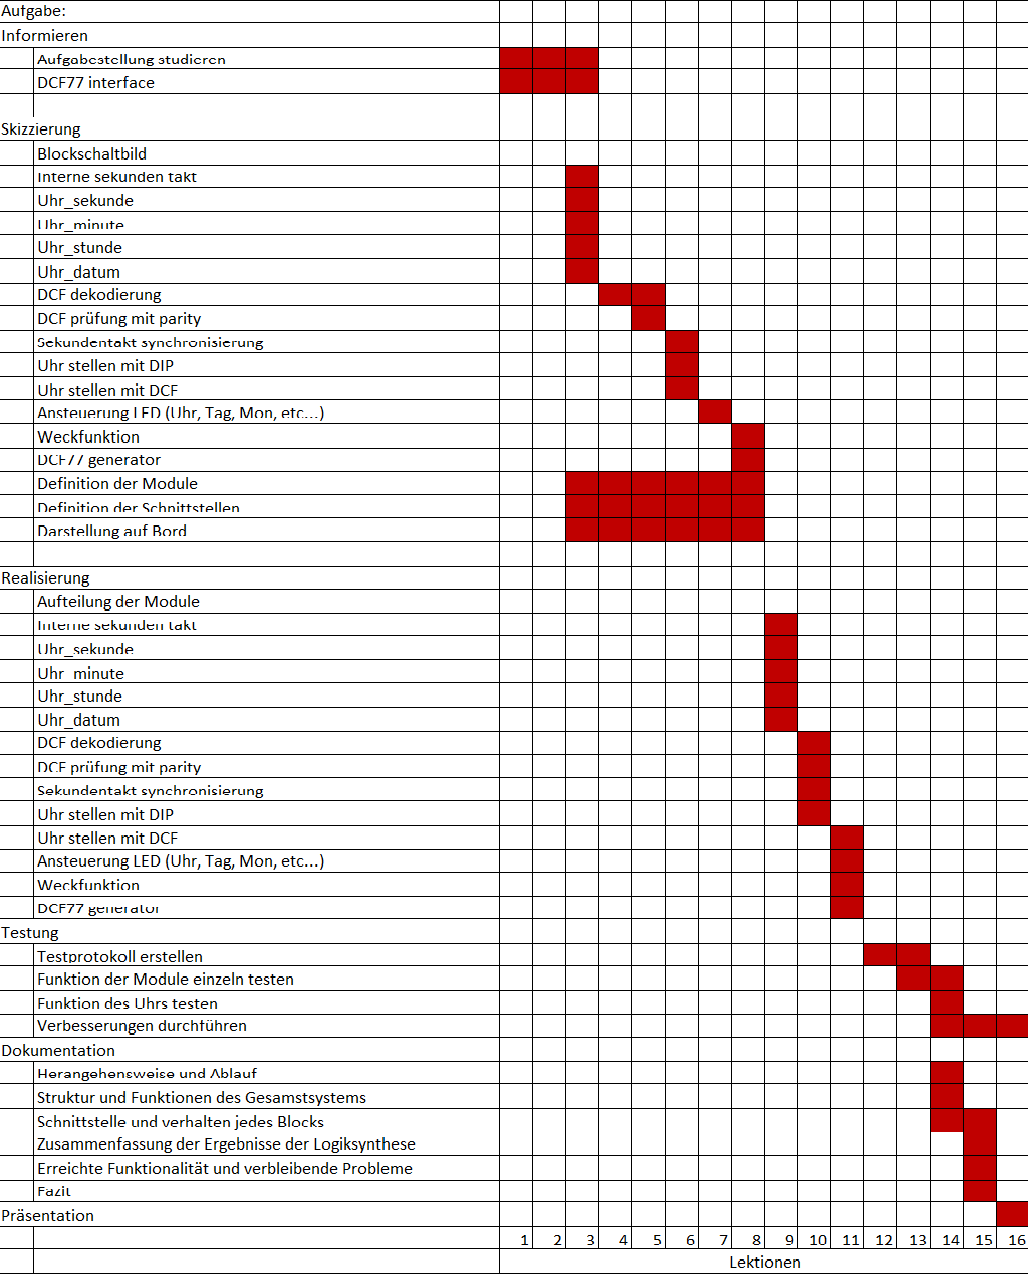 Aufgabe:
Informieren
Aufgabestellung studieren
DCF77 interface
Skizzierung
Blockschaltbild
Interne sekunden takt
Uhr_sekunde
Uhr_minute
Uhr_stunde
Uhr_datum
DCF dekodierung
DCF prüfung mit parity
Sekundentakt synchronisierung
Uhr stellen mit DIP
Uhr stellen mit DCF
Ansteuerung LED (Uhr, Tag, Mon, etc...)
Weckfunktion
DCF77 generator
Definition der Module
Definition der Schnittstellen
Darstellung auf Bord
Realisierung
Aufteilung der Module
Interne sekunden takt
Uhr_sekunde
Uhr_minute
Uhr_stunde
Uhr_datum
DCF dekodierung
DCF prüfung mit parity
Sekundentakt synchronisierung
Uhr stellen mit DIP
Uhr stellen mit DCF
Ansteuerung LED (Uhr, Tag, Mon, etc...)
Weckfunktion
DCF77 generator
Testung
Testprotokoll erstellen
Funktion der Module einzeln testen
Funktion des Uhrs testen
Verbesserungen durchführen
Dokumentation
Herangehensweise und Ablauf
Struktur und Funktionen des Gesamstsystems
Schnittstelle und verhalten jedes Blocks
Zusammenfassung der Ergebnisse der Logiksynthese
Erreichte Funktionalität und verbleibende Probleme
Fazit
Präsentation
1 2 3 4 5 6 7 8 9 10 11 12 13 14 15 16
Lektionen